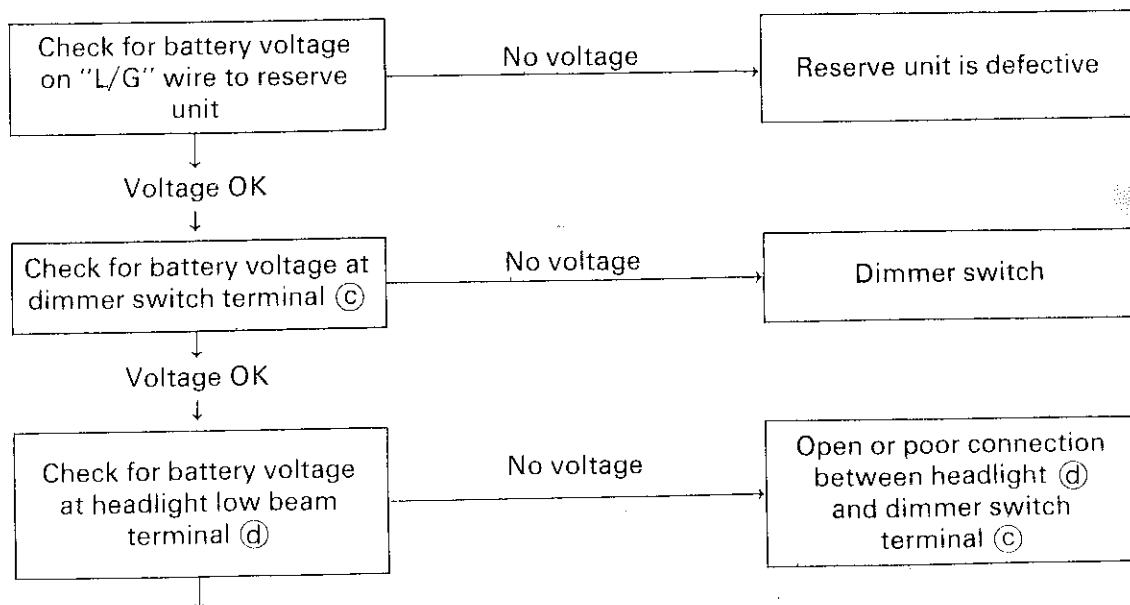 Check for battery voltage
on "L/G" wire to reserve
unit
No voltage
Reserve unit is defective
Voltage OK
Check for battery voltage at
dimmer switch terminal ⓒ
No voltage
Dimmer switch
Voltage OK
Check for battery voltage
at headlight low beam
terminal ⓓ
No voltage
Open or poor connection
between headlight ⓓ
and dimmer switch
terminal ⓒ